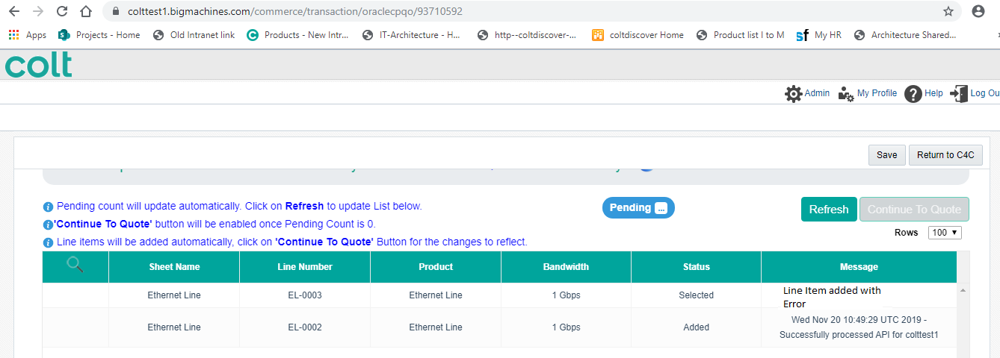 colttest1.bigmachines.com/commerce/transaction/oraclecpqo/93710592
Apps Projects - Home Old Intranet link Products - New Intr... IT-Architecture - H... http--coltdiscover-... coltdiscover Home Product list I to M My HR Architecture Shared...
colt
Admin My Profile Help Log Ou
Save Return to C4C
Pending count will update automatically. Click on Refresh to update List below.
Pending ...
Refresh Continue To Quote
'Continue To Quote' button will be enabled once Pending Count is 0.
Rows 100
Line items will be added automatically, click on 'Continue To Quote' Button for the changes to reflect.
Sheet Name Line Number Product Bandwidth Status Message
Ethernet Line EL-0003 Ethernet Line 1 Gbps Selected Line Item added with
Error
Ethernet Line EL-0002 Ethernet Line 1 Gbps Added Wed Nov 20 10:49:29 UTC 2019 -
Successfully processed API for colttest1